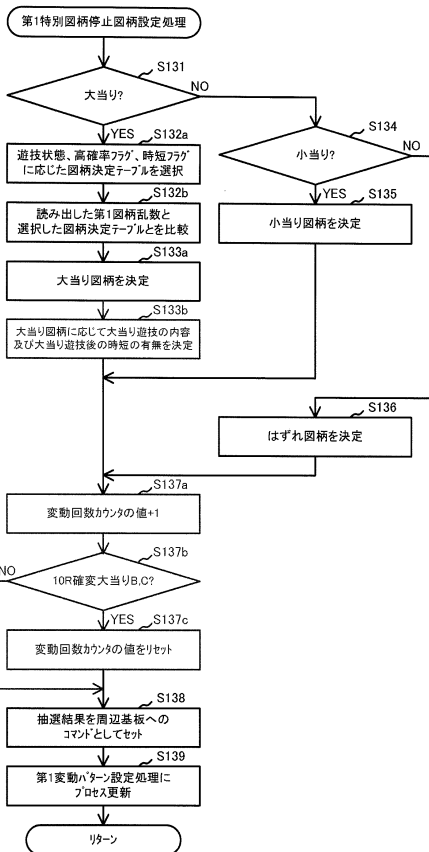 第1特別図柄停止図柄設定処理
S131
大当り?
NO
YES
S132a
遊技状態、高確率フラグ、時短フラグ
に応じた図柄決定テーブルを選択
S132b
読み出した第1図柄乱数と
選択した図柄決定テーブルとを比較
S133a
大当り図柄を決定
S133b
大当り図柄に応じて大当り遊技の内容
及び大当り遊技後の時短の有無を決定
S134
小当り?
NO
YES
S135
小当り図柄を決定
S136
はずれ図柄を決定
S137a
変動回数カウンタの値+1
S137b
10R確変大当りB,C?
NO
YES
S137c
変動回数カウンタの値をリセット
S138
抽選結果を周辺基板への
コマンドとしてセット
S139
第1変動パターン設定処理に
プロセス更新
リターン